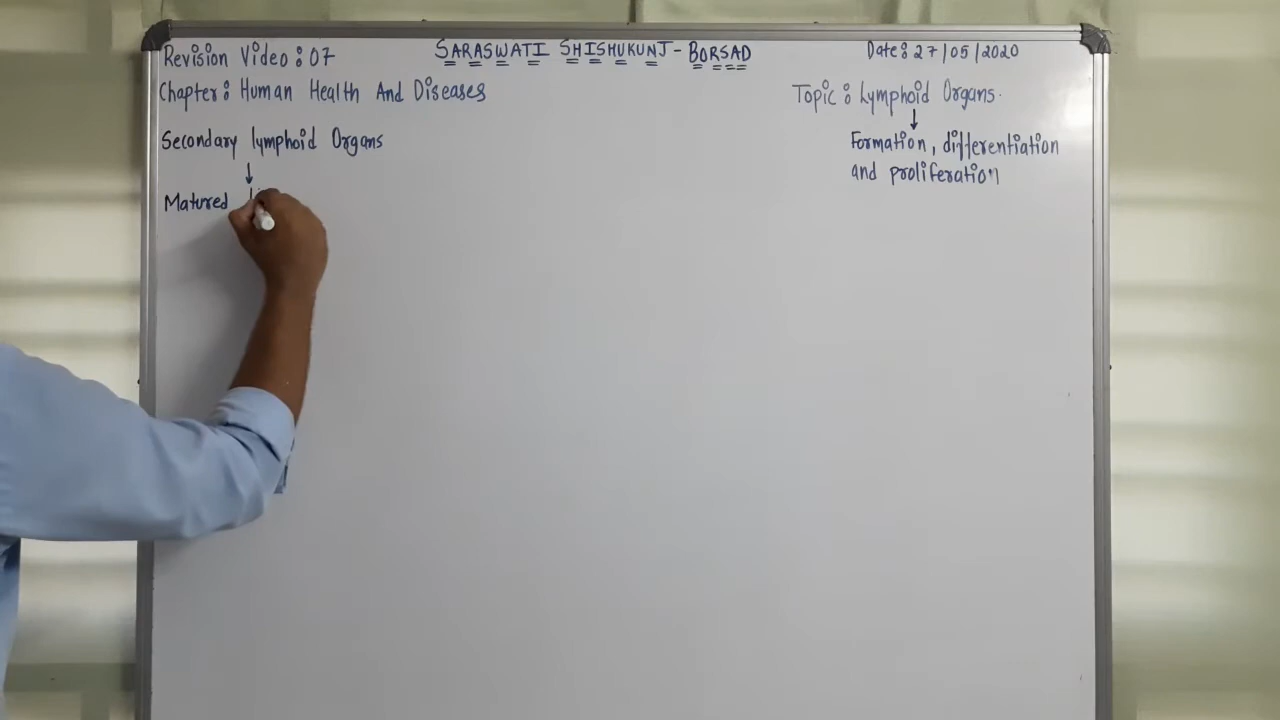 Revision Video : 07
SARASWATI SHISHUKUNJ - BORSAD
Date : 27/05/2020
Chapter : Human Health And Diseases
Topic : Lymphoid Organs.
↓
Formation, differentiation
and proliferation
Secondary lymphoid Organs
↓
Matured